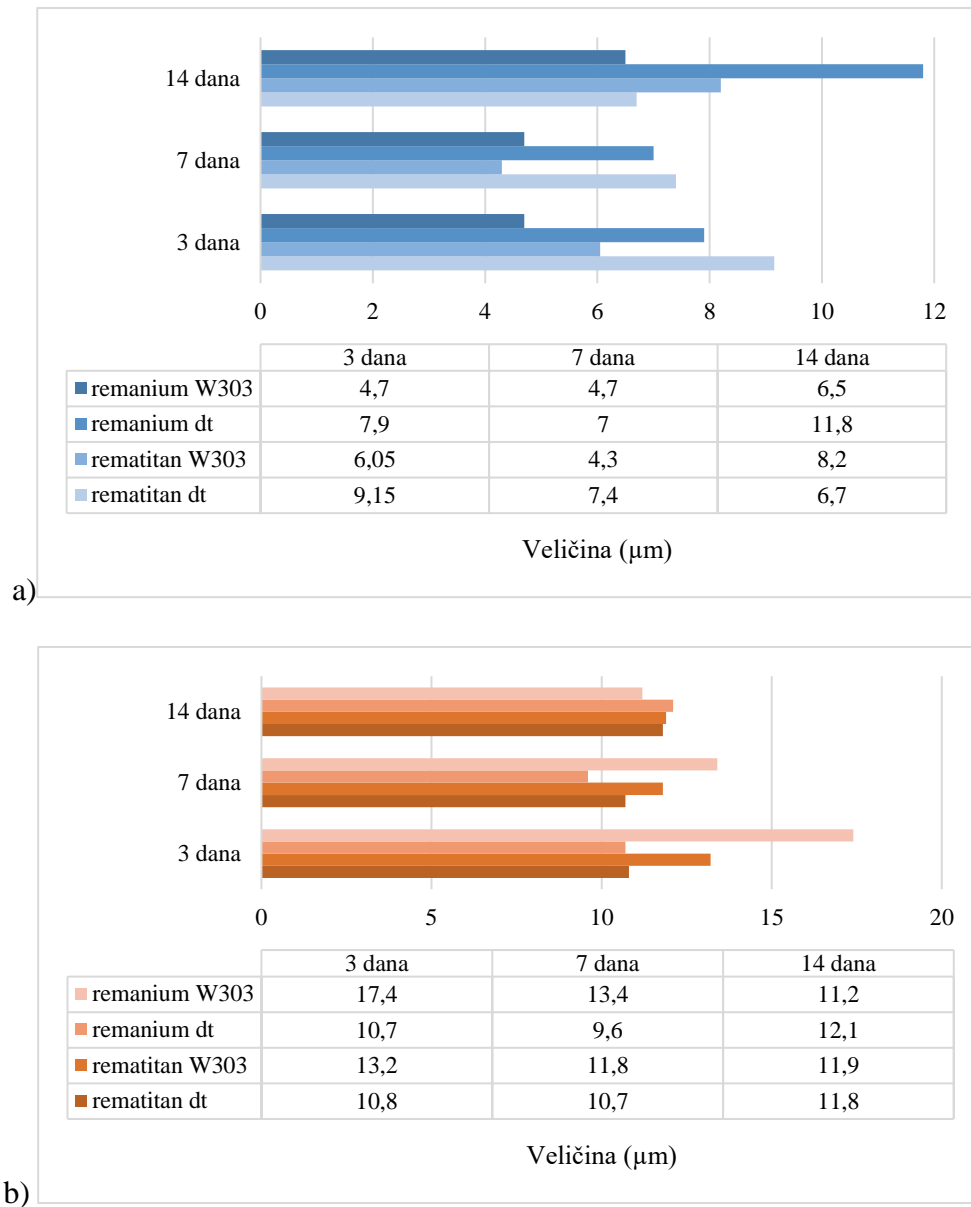 14 dana
7 dana
3 dana
0 2 4 6 8 10 12
3 dana 7 dana 14 dana
remanium W303 4,7 4,7 6,5
remanium dt 7,9 7 11,8
rematitan W303 6,05 4,3 8,2
rematitan dt 9,15 7,4 6,7
Veličina (µm)
a)
14 dana
7 dana
3 dana
0 5 10 15 20
3 dana 7 dana 14 dana
remanium W303 17,4 13,4 11,2
remanium dt 10,7 9,6 12,1
rematitan W303 13,2 11,8 11,9
rematitan dt 10,8 10,7 11,8
Veličina (µm)
b)